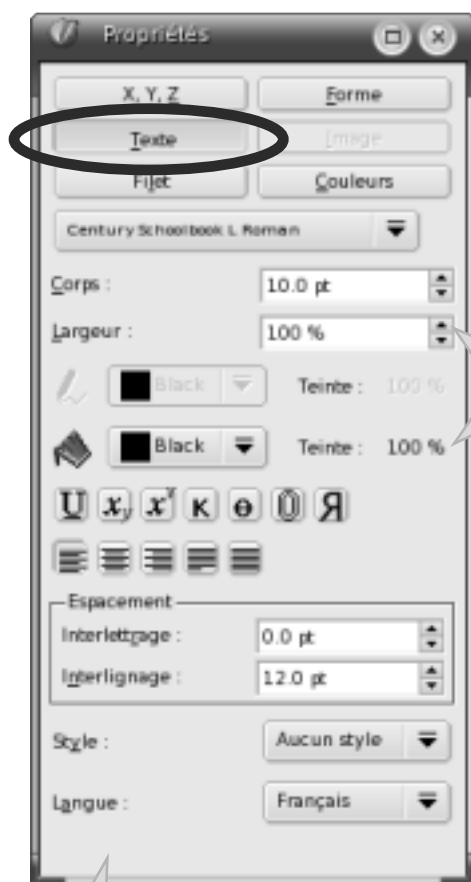 Propriétés
X, Y, Z Forme
Texte Image
Filet Couleurs
Century Schoolbook L Roman
Corps : 10.0 pt
Largeur : 100 %
Black Teinte : 100 %
Black Teinte : 100 %
U x, x^y K O O Я
Espacement
Interlettrage : 0.0 pt
Interlignage : 12.0 pt
Style : Aucun style
Langue : Français